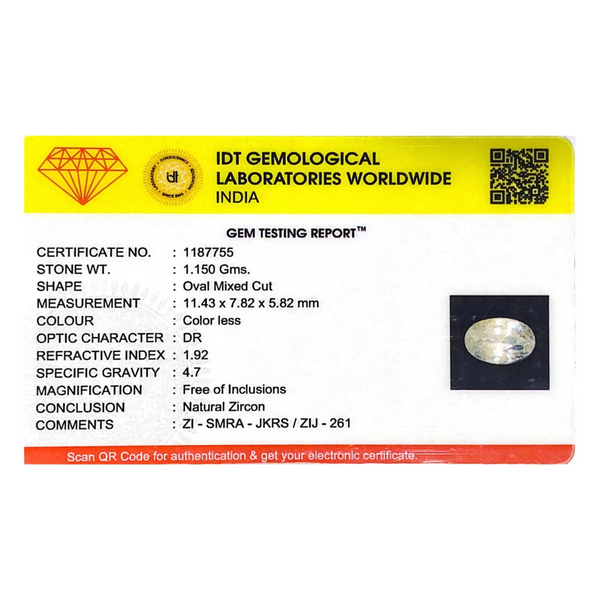 IDT GEMOLOGICAL
LABORATORIES WORLDWIDE
INDIA
idt
GEM TESTING REPORT™
CERTIFICATE NO. : 1187755
STONE WT. : 1.150 Gms.
SHAPE : Oval Mixed Cut
MEASUREMENT : 11.43 x 7.82 x 5.82 mm
COLOUR : Color less
OPTIC CHARACTER : DR
REFRACTIVE INDEX : 1.92
SPECIFIC GRAVITY : 4.7
MAGNIFICATION : Free of Inclusions
CONCLUSION : Natural Zircon
COMMENTS : ZI - SMRA - JKRS / ZIJ - 261
Scan QR Code for authentication & get your electronic certificate.